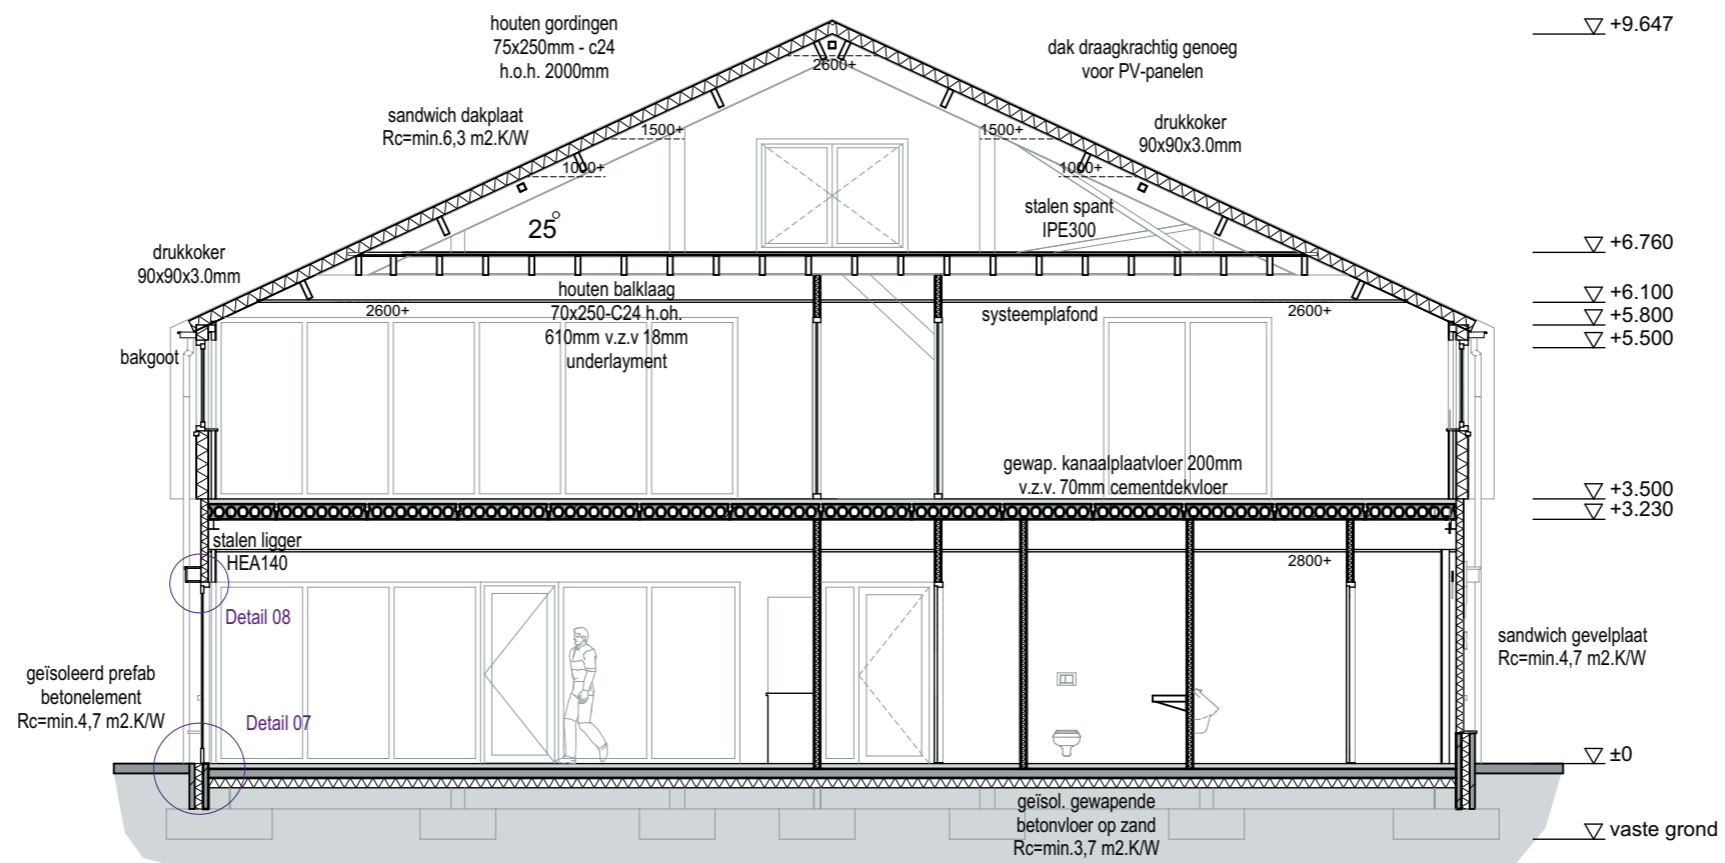 houten gordingen
75x250mm - c24
h.o.h. 2000mm
dak draagkrachtig genoeg
voor PV-panelen
+9.647
2600+
sandwich dakplaat
Rc=min.6,3 m2.K/W
1500+
1500+
drukkoker
90x90x3.0mm
1000+
1000+
25°
stalen spant
IPE300
+6.760
drukkoker
90x90x3.0mm
houten balklaag
70x250-C24 h.o.h.
610mm v.z.v 18mm
underlayment
2600+
systeemplafond
2600+
+6.100
+5.800
+5.500
bakgoot
gewap. kanaalplaatvloer 200mm
v.z.v. 70mm cementdekvloer
+3.500
+3.230
stalen ligger
HEA140
2800+
Detail 08
sandwich gevelplaat
Rc=min.4,7 m2.K/W
geïsoleerd prefab
betonelement
Rc=min.4,7 m2.K/W
Detail 07
±0
geïsol. gewapende
betonvloer op zand
Rc=min.3,7 m2.K/W
vaste grond